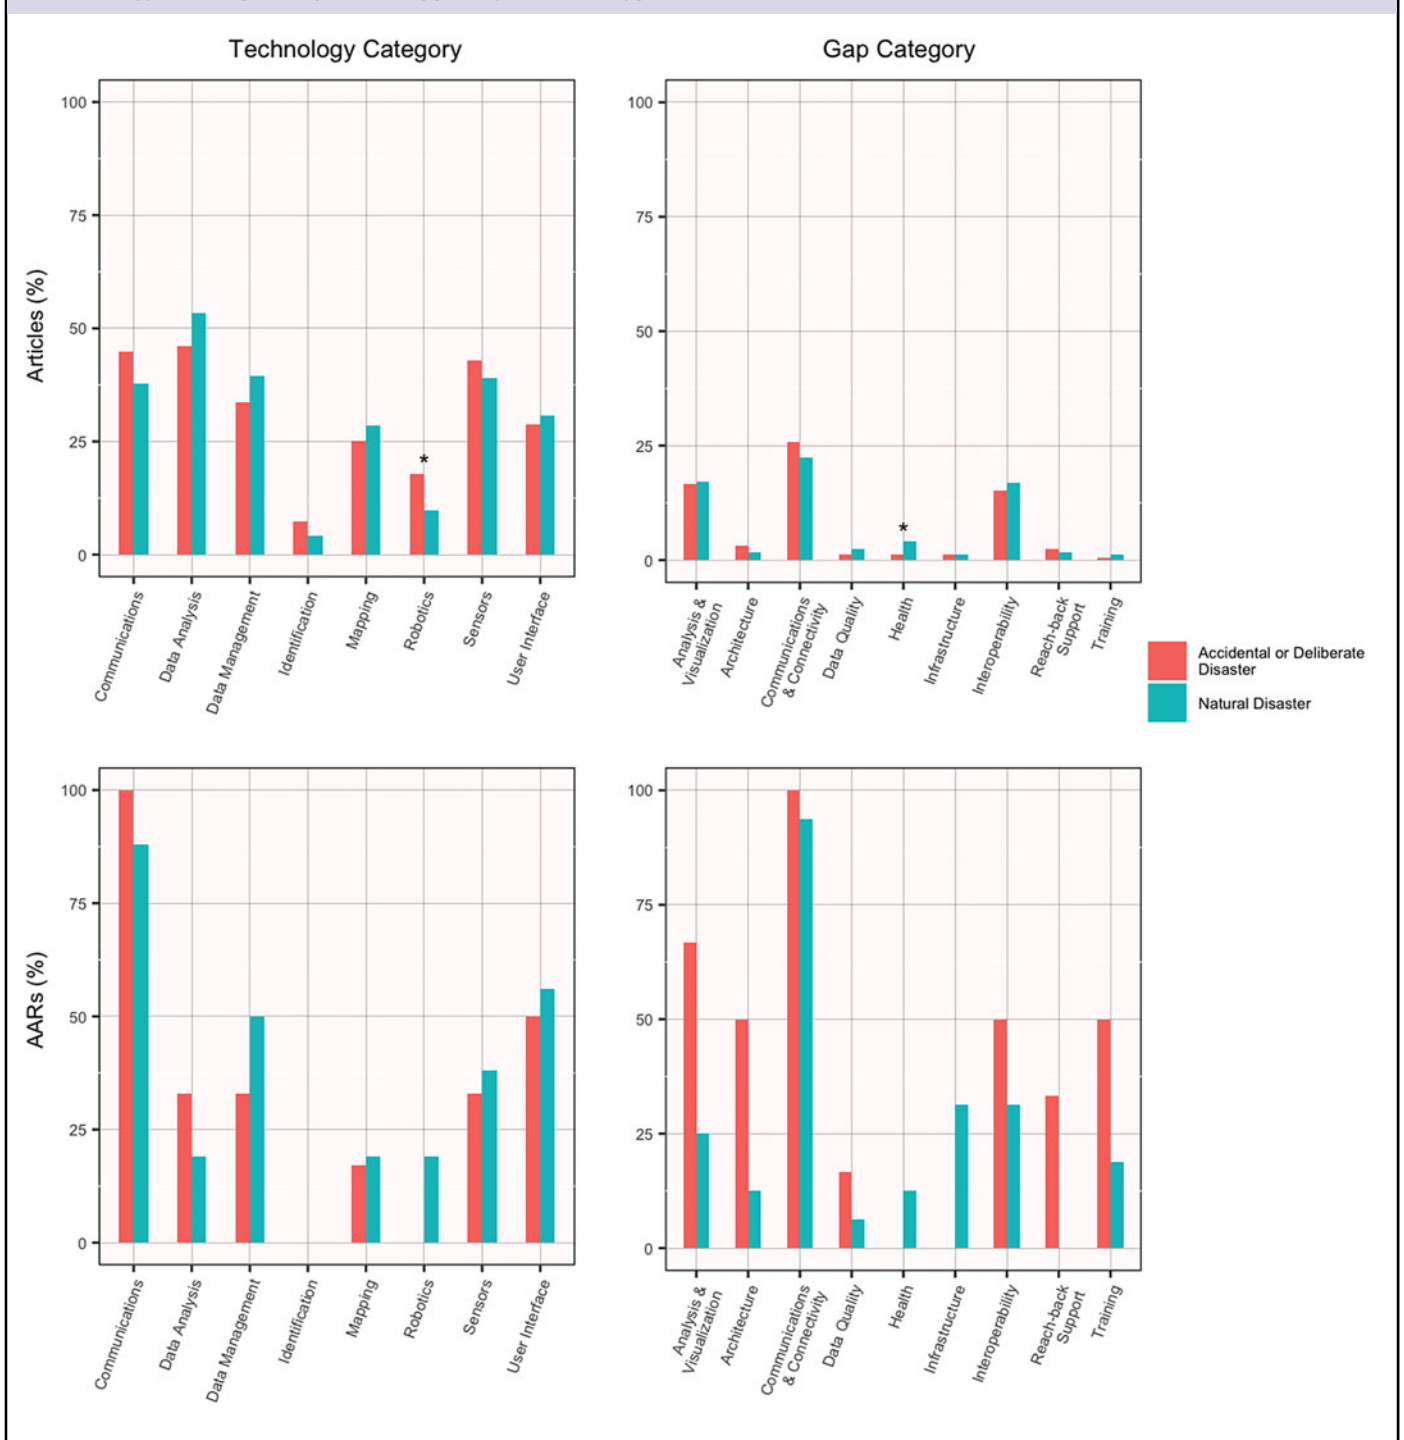 Technology Category
Gap Category
Articles (%)
100
75
50
25
0
*
Communications
Data Analysis
Data Management
Identification
Mapping
Robotics
Sensors
User Interface
100
75
50
25
0
*
Analysis &
Visualization
Architecture
Communications
& Connectivity
Data Quality
Health
Infrastructure
Interoperability
Reach-back
Support
Training
Accidental or Deliberate
Disaster
Natural Disaster
AARs (%)
100
75
50
25
0
Communications
Data Analysis
Data Management
Identification
Mapping
Robotics
Sensors
User Interface
100
75
50
25
0
Analysis &
Visualization
Architecture
Communications
& Connectivity
Data Quality
Health
Infrastructure
Interoperability
Reach-back
Support
Training